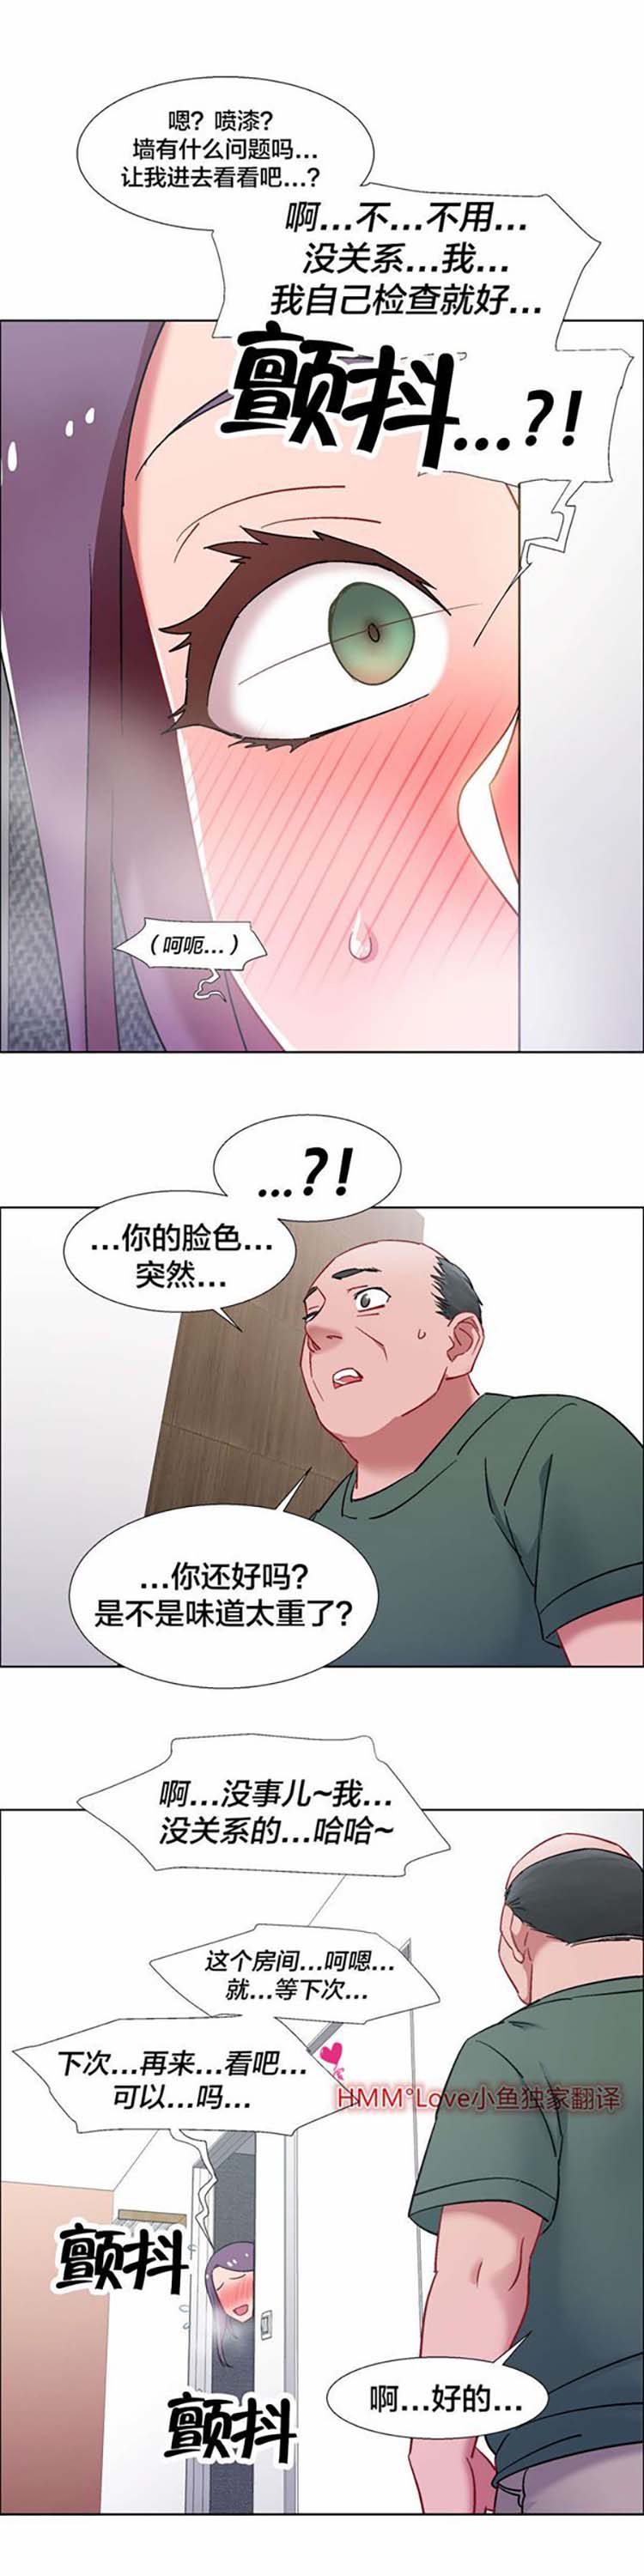 嗯？喷漆？
墙有什么问题吗...
让我进去看看吧...？
啊...不...不用...
没关系...我...
我自己检查就好...
颤抖...?!
（呵呃...）
...?!
...你的脸色...
突然...
...你还好吗？
是不是味道太重了？
啊...没事儿~我...
没关系的...哈哈~
这个房间...呵嗯...
就...等下次...
下次...再来...看吧...
可以...吗...
HMM°Love小鱼独家翻译
颤抖
颤抖
啊...好的...